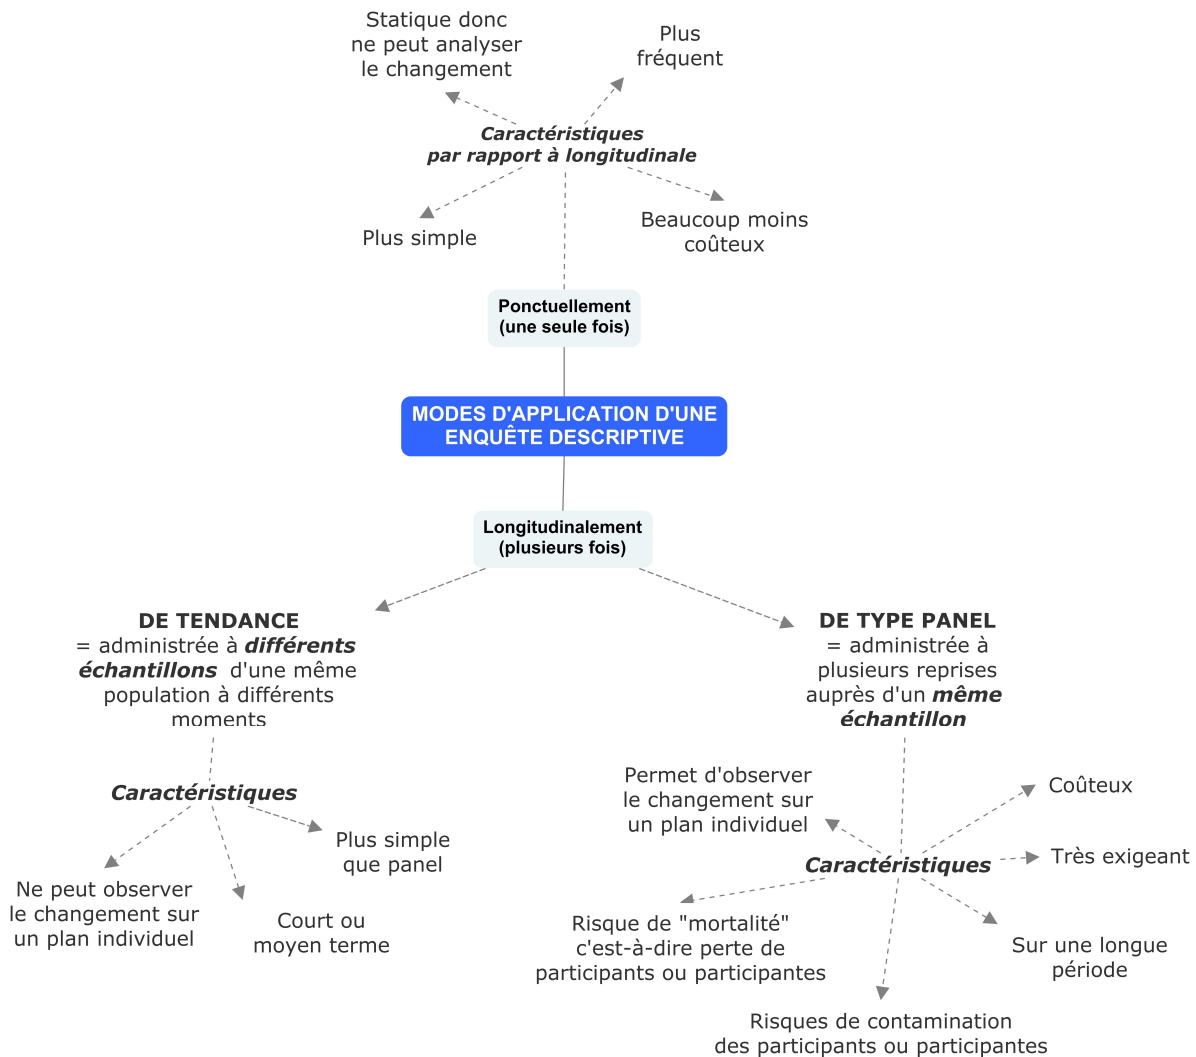 Statique donc
ne peut analyser
le changement
Plus
fréquent
Caractéristiques
par rapport à longitudinale
Plus simple
Beaucoup moins
coûteux
Ponctuellement
(une seule fois)
MODES D'APPLICATION D'UNE
ENQUÊTE DESCRIPTIVE
Longitudinalement
(plusieurs fois)
DE TENDANCE
= administrée à différents
échantillons d'une même
population à différents
moments
DE TYPE PANEL
= administrée à
plusieurs reprises
auprès d'un même
échantillon
Caractéristiques
Plus simple
que panel
Ne peut observer
le changement sur
un plan individuel
Court ou
moyen terme
Permet d'observer
le changement sur
un plan individuel
Coûteux
Caractéristiques
Très exigeant
Risque de "mortalité"
c'est-à-dire perte de
participants ou participantes
Sur une longue
période
Risques de contamination
des participants ou participantes